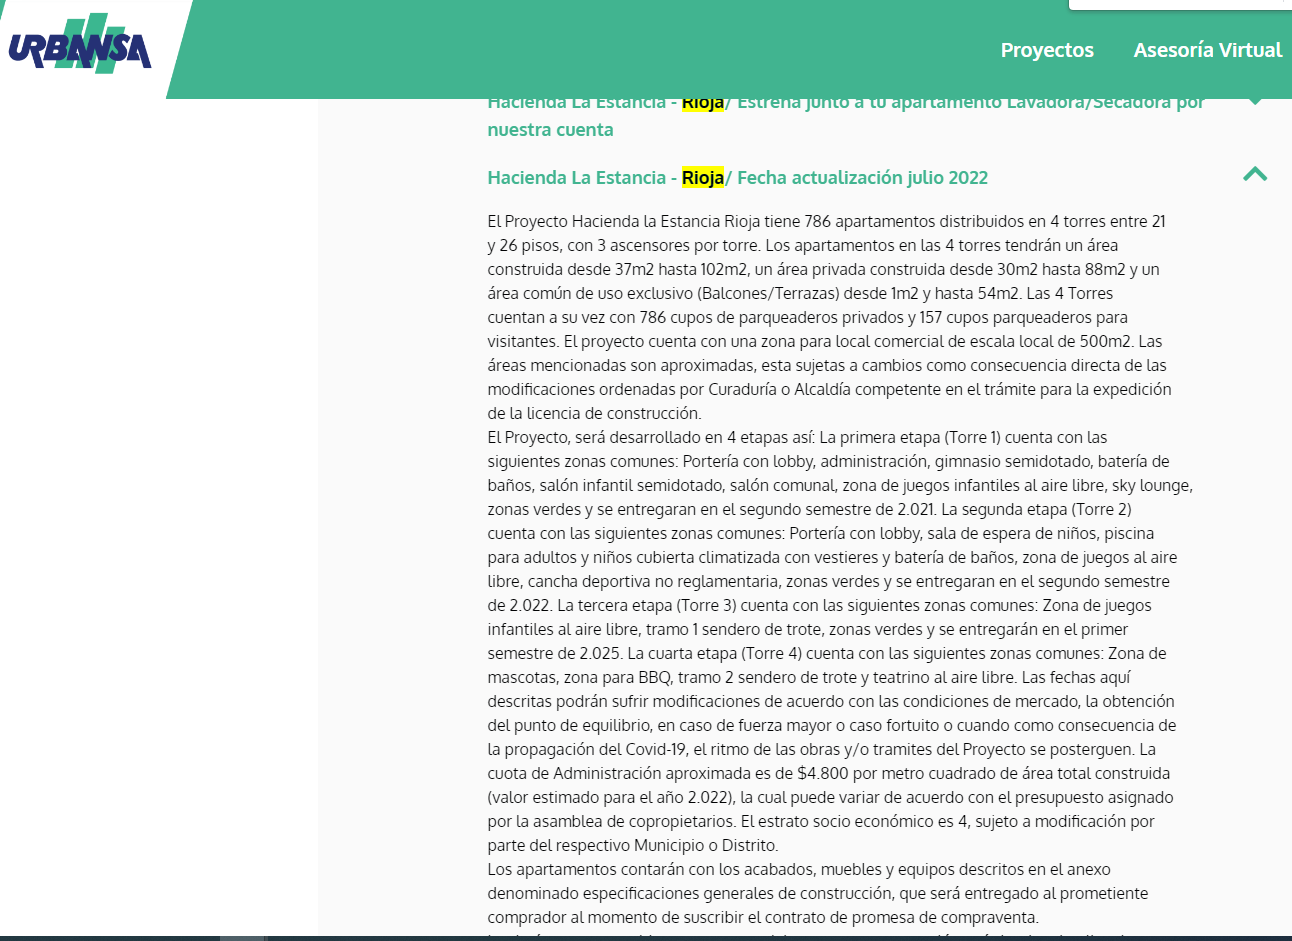 URBANSA
Proyectos Asesoría Virtual
Hacienda La Estancia - Rioja/ Estrena junto a tu apartamento Lavadora/Secadora por
nuestra cuenta
Hacienda La Estancia - Rioja/ Fecha actualización julio 2022
El Proyecto Hacienda la Estancia Rioja tiene 786 apartamentos distribuidos en 4 torres entre 21
y 26 pisos, con 3 ascensores por torre. Los apartamentos en las 4 torres tendrán un área
construida desde 37m2 hasta 102m2, un área privada construida desde 30m2 hasta 88m2 y un
área común de uso exclusivo (Balcones/Terrazas) desde 1m2 y hasta 54m2. Las 4 Torres
cuentan a su vez con 786 cupos de parqueaderos privados y 157 cupos parqueaderos para
visitantes. El proyecto cuenta con una zona para local comercial de escala local de 500m2. Las
áreas mencionadas son aproximadas, esta sujetas a cambios como consecuencia directa de las
modificaciones ordenadas por Curaduría o Alcaldía competente en el trámite para la expedición
de la licencia de construcción.
El Proyecto, será desarrollado en 4 etapas así: La primera etapa (Torre 1) cuenta con las
siguientes zonas comunes: Portería con lobby, administración, gimnasio semidotado, batería de
baños, salón infantil semidotado, salón comunal, zona de juegos infantiles al aire libre, sky lounge,
zonas verdes y se entregaran en el segundo semestre de 2.021. La segunda etapa (Torre 2)
cuenta con las siguientes zonas comunes: Portería con lobby, sala de espera de niños, piscina
para adultos y niños cubierta climatizada con vestieres y batería de baños, zona de juegos al aire
libre, cancha deportiva no reglamentaria, zonas verdes y se entregaran en el segundo semestre
de 2.022. La tercera etapa (Torre 3) cuenta con las siguientes zonas comunes: Zona de juegos
infantiles al aire libre, tramo 1 sendero de trote, zonas verdes y se entregarán en el primer
semestre de 2.025. La cuarta etapa (Torre 4) cuenta con las siguientes zonas comunes: Zona de
mascotas, zona para BBQ, tramo 2 sendero de trote y teatrino al aire libre. Las fechas aquí
descritas podrán sufrir modificaciones de acuerdo con las condiciones de mercado, la obtención
del punto de equilibrio, en caso de fuerza mayor o caso fortuito o cuando como consecuencia de
la propagación del Covid-19, el ritmo de las obras y/o tramites del Proyecto se posterguen. La
cuota de Administración aproximada es de $4.800 por metro cuadrado de área total construida
(valor estimado para el año 2.022), la cual puede variar de acuerdo con el presupuesto asignado
por la asamblea de copropietarios. El estrato socio económico es 4, sujeto a modificación por
parte del respectivo Municipio o Distrito.
Los apartamentos contarán con los acabados, muebles y equipos descritos en el anexo
denominado especificaciones generales de construcción, que será entregado al prometiente
comprador al momento de suscribir el contrato de promesa de compraventa.